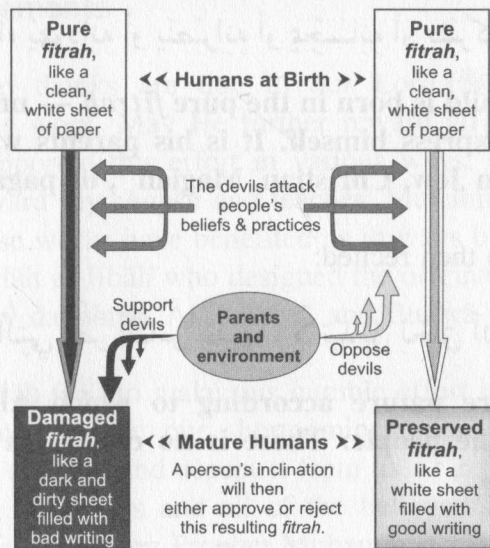 Pure
fitrah,
like a
clean,
white sheet
of paper
<< Humans at Birth >>
Pure
fitrah,
like a
clean,
white sheet
of paper
The devils attack
people's
beliefs & practices
Support
devils
Parents
and
environment
Oppose
devils
Damaged
fitrah,
like a
dark and
dirty sheet
filled with
bad writing
<< Mature Humans >>
A person's inclination
will then
either approve or reject
this resulting fitrah.
Preserved
fitrah,
like a
white sheet
filled with
good writing